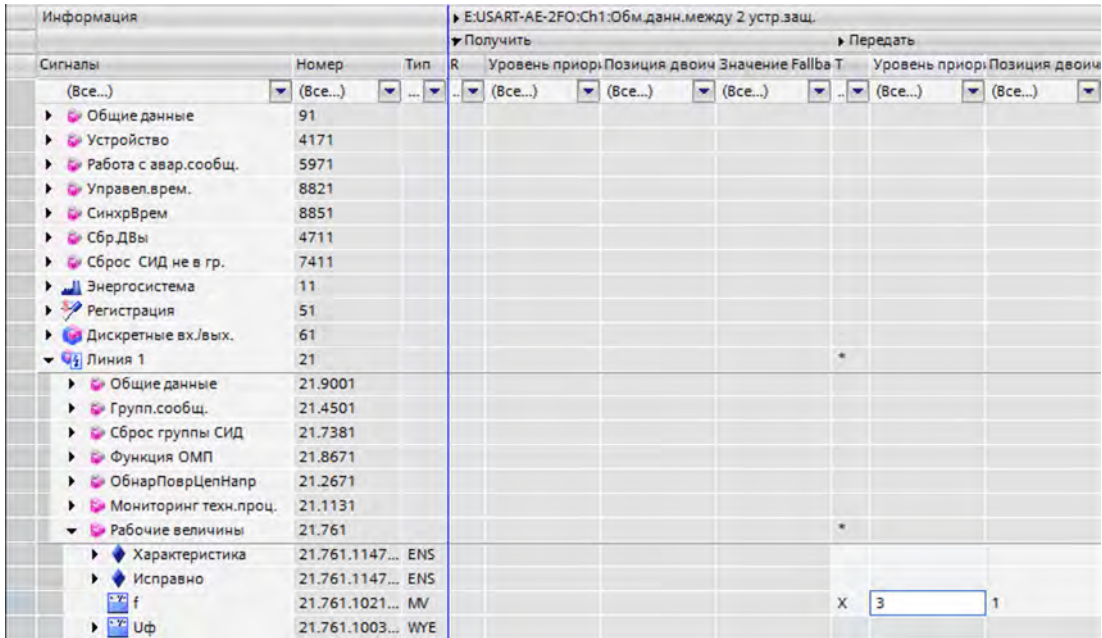 Информация E:USART-AE-2FO:Ch1:Обм.данн.между 2 устр.защ.
Получить Передать
Сигналы Номер Тип R Уровень приор Позиция двоич Значение Fallba T Уровень приор Позиция двоич
(Все...) (Все...) ... .. (Все...) (Все...) (Все...) .. (Все...) (Все...)
Общие данные 91
Устройство 4171
Работа с авар.сообщ. 5971
Управел.врем. 8821
СинхрВрем 8851
Сбр.ДВы 4711
Сброс СИД не в гр. 7411
Энергосистема 11
Регистрация 51
Дискретные вх./вых. 61
Линия 1 21 *
Общие данные 21.9001
Групп.сообщ. 21.4501
Сброс группы СИД 21.7381
Функция ОМП 21.8671
ОбнарПоврЦепНапр 21.2671
Мониторинг техн.проц. 21.1131
Рабочие величины 21.761 *
Характеристика 21.761.1147... ENS
Исправно 21.761.1147... ENS
f 21.761.1021... MV X 3 1
Uф 21.761.1003... WYE